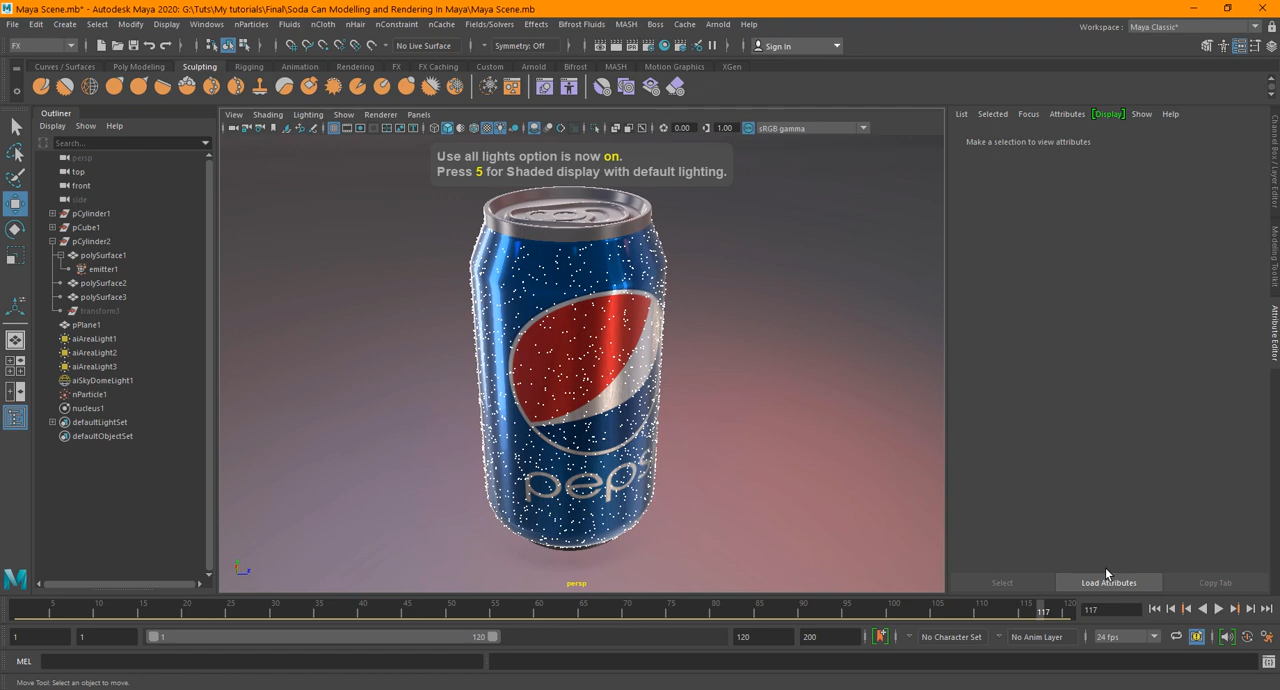 Maya Scene.mb* - Autodesk Maya 2020: G:\Tuts\My tutorials\Final\Soda Can Modelling and Rendering In Maya\Maya Scene.mb
File Edit Create Select Modify Display Windows nParticles Fluids nCloth nHair nConstraint nCache Fields/Solvers Effects Bifrost Fluids MASH Boss Cache Arnold Help
Workspace : Maya Classic*
FX No Live Surface Symmetry: Off Sign In
Curves / Surfaces Poly Modeling Sculpting Rigging Animation Rendering FX FX Caching Custom Arnold Bifrost MASH Motion Graphics XGen
Outliner
Display Show Help
Search...
persp
top
front
side
pCylinder1
pCube1
pCylinder2
polySurface1
emitter1
polySurface2
polySurface3
transform3
pPlane1
aiAreaLight1
aiAreaLight2
aiAreaLight3
aiSkyDomeLight1
nParticle1
nucleus1
defaultLightSet
defaultObjectSet
View Shading Lighting Show Renderer Panels
0.00 1.00 sRGB gamma
Use all lights option is now on.
Press 5 for Shaded display with default lighting.
peps
persp
List Selected Focus Attributes [Display] Show Help
Make a selection to view attributes
Select Load Attributes Copy Tab
Channel Box / Layer Editor
Modeling Toolkit
Attribute Editor
5 10 15 20 25 30 35 40 45 50 55 60 65 70 75 80 85 90 95 100 105 110 115 117 120 117
1 1 1 120 120 200 No Character Set No Anim Layer 24 fps
MEL
Move Tool: Select an object to move.